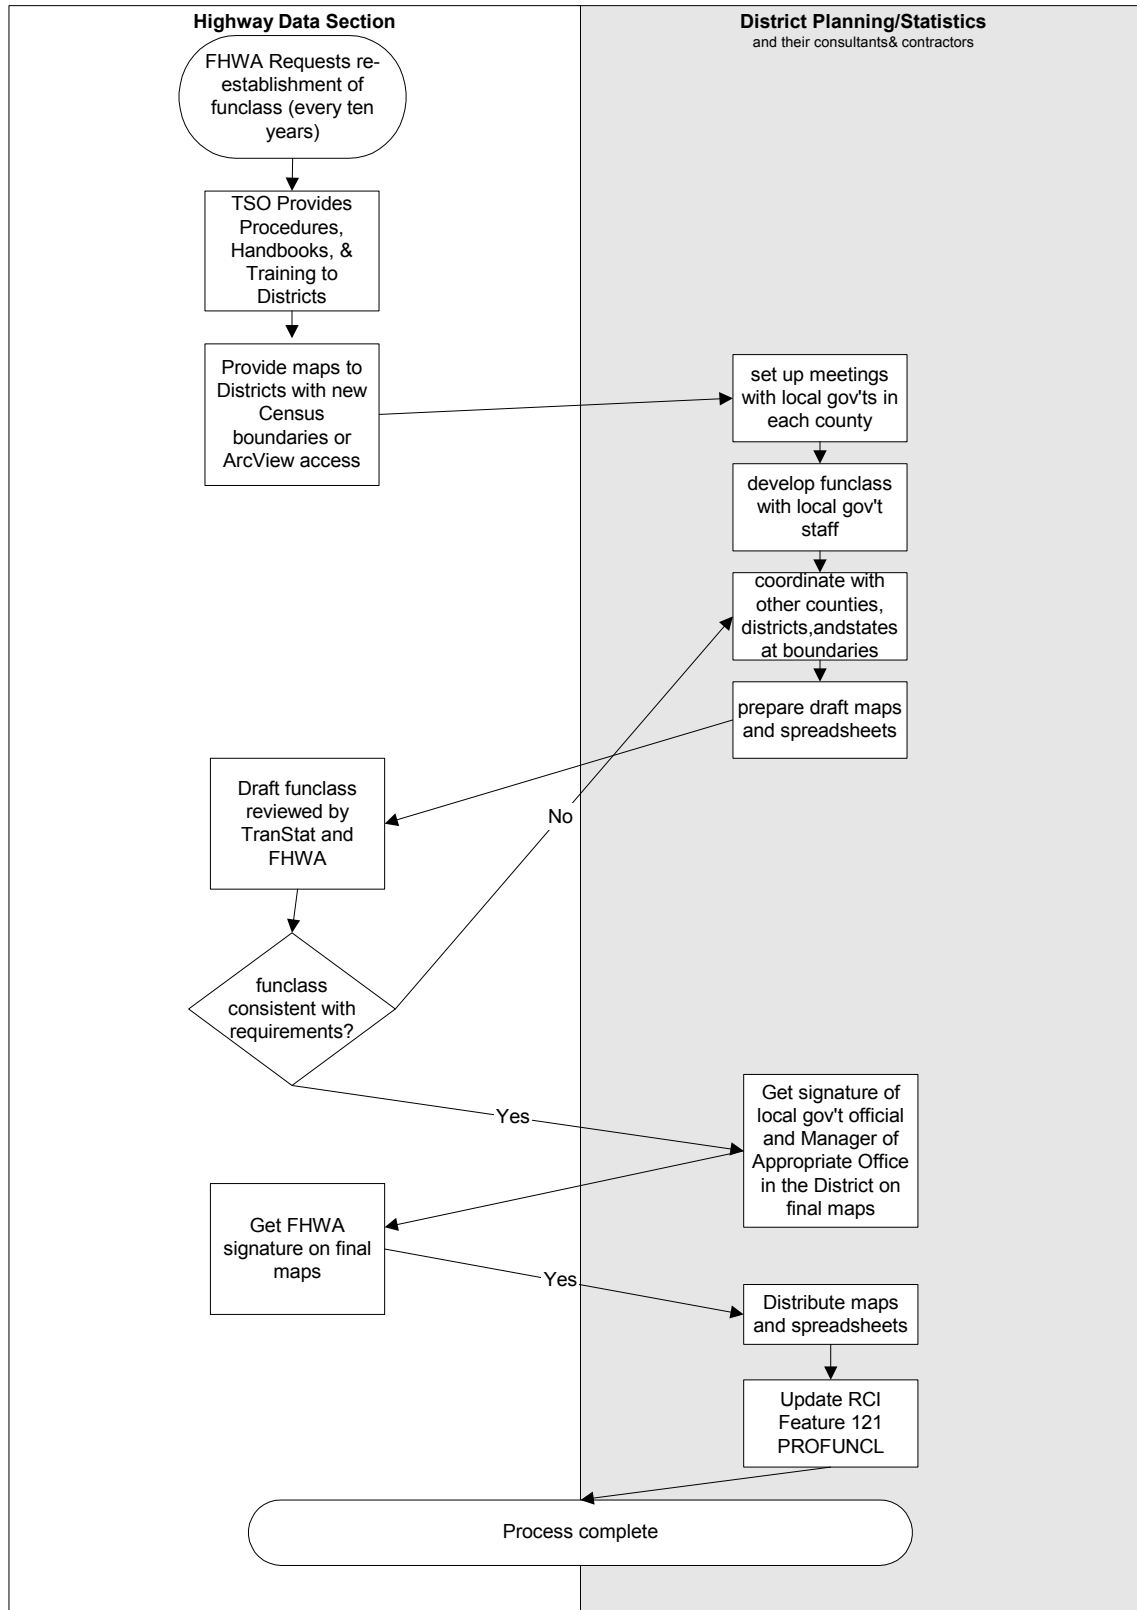 Highway Data Section
District Planning/Statistics
and their consultants& contractors
FHWA Requests re-
establishment of
funclass (every ten
years)
TSO Provides
Procedures,
Handbooks, &
Training to
Districts
Provide maps to
Districts with new
Census
boundaries or
ArcView access
set up meetings
with local gov'ts in
each county
develop funclass
with local gov't
staff
coordinate with
other counties,
districts,andstates
at boundaries
prepare draft maps
and spreadsheets
Draft funclass
reviewed by
TranStat and
FHWA
No
funclass
consistent with
requirements?
Yes
Get signature of
local gov't official
and Manager of
Appropriate Office
in the District on
final maps
Get FHWA
signature on final
maps
Yes
Distribute maps
and spreadsheets
Update RCI
Feature 121
PROFUNCL
Process complete